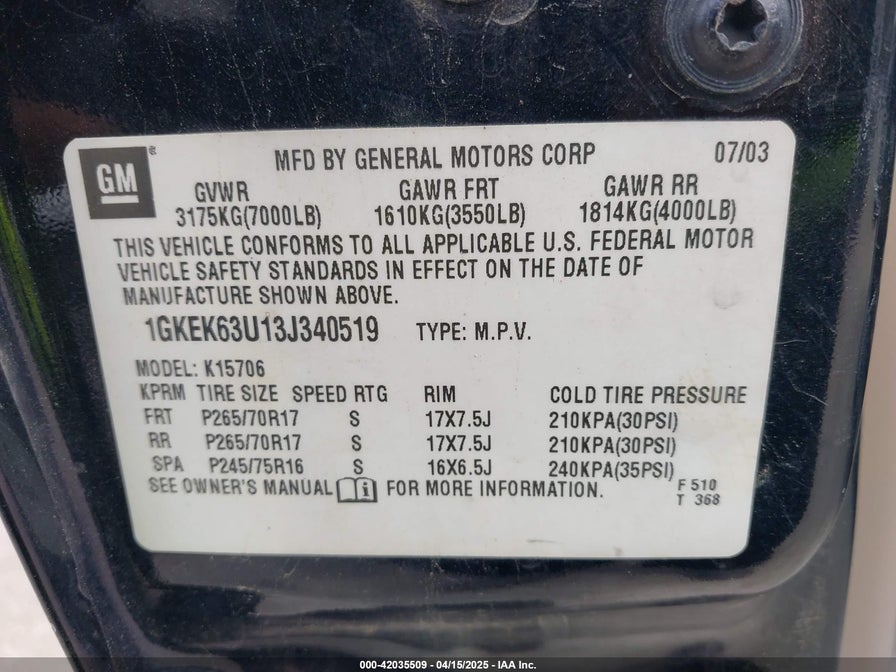 GM ®
MFD BY GENERAL MOTORS CORP 07/03
GVWR GAWR FRT GAWR RR
3175KG(7000LB) 1610KG(3550LB) 1814KG(4000LB)
THIS VEHICLE CONFORMS TO ALL APPLICABLE U.S. FEDERAL MOTOR
VEHICLE SAFETY STANDARDS IN EFFECT ON THE DATE OF
MANUFACTURE SHOWN ABOVE.
1GKEK63U13J340519 TYPE: M.P.V.
MODEL: K15706
KPRM TIRE SIZE SPEED RTG RIM COLD TIRE PRESSURE
FRT P265/70R17 S 17X7.5J 210KPA(30PSI)
RR P265/70R17 S 17X7.5J 210KPA(30PSI)
SPA P245/75R16 S 16X6.5J 240KPA(35PSI)
SEE OWNER'S MANUAL i FOR MORE INFORMATION. F 510
T 368
000-42035509 - 04/15/2025 - IAA Inc.